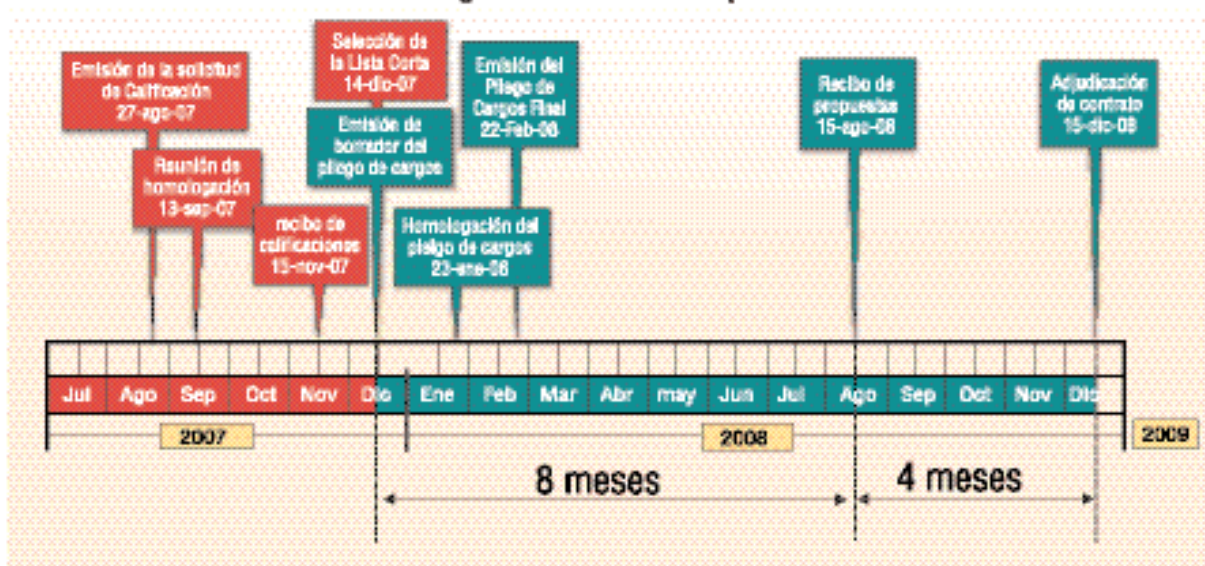 Emisión de la solicitud
de Calificación
27-ago-07
Reunión de
homologación
13-sep-07
recibo de
calificaciones
15-nov-07
Selección de
la Lista Corta
14-dic-07
Emisión de
borrador del
pliego de cargos
Homologación del
plelgo de cargos
23-ene-08
Emisión del
Pliego de
Cargos Final
22-Feb-08
Recibo de
propuestas
15-ago-08
Adjudicación
de contrato
15-dic-08
Jul Ago Sep Oct Nov Dic Ene Feb Mar Abr may Jun Jul Ago Sep Oct Nov Dic
2007 2008 2009
8 meses 4 meses